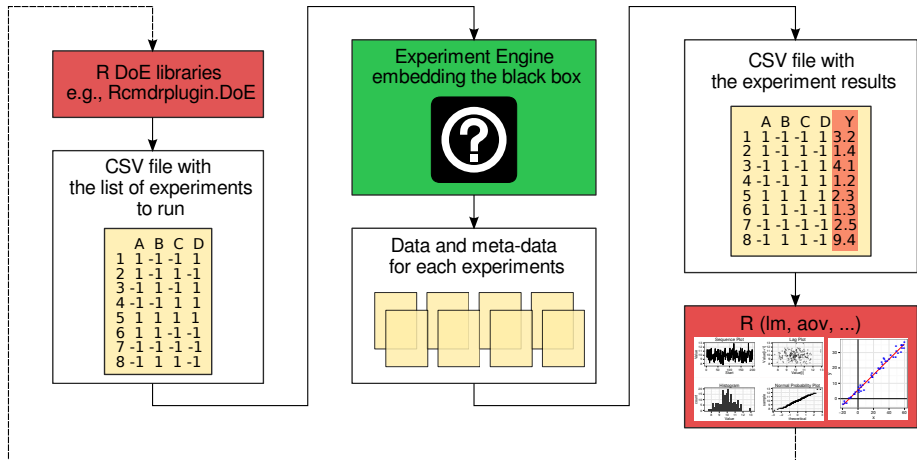 R DoE libraries
e.g., Rcmdrplugin.DoE
CSV file with
the list of experiments
to run
A B C D
1 1 -1 -1 1
2 1 -1 1 -1
3 -1 1 -1 1
4 -1 -1 1 1
5 1 1 1 1
6 1 1 -1 -1
7 -1 -1 -1 -1
8 -1 1 1 -1
Experiment Engine
embedding the black box
?
Data and meta-data
for each experiments
CSV file with
the experiment results
A B C D Y
1 1 -1 -1 1 3.2
2 1 -1 1 -1 1.4
3 -1 1 -1 1 4.1
4 -1 -1 1 1 1.2
5 1 1 1 1 2.3
6 1 1 -1 -1 1.3
7 -1 -1 -1 -1 2.5
8 -1 1 1 -1 9.4
R (lm, aov, ...)
Sequence Plot
Lag Plot
Histogram
Value
Normal Probability Plot
theoretical